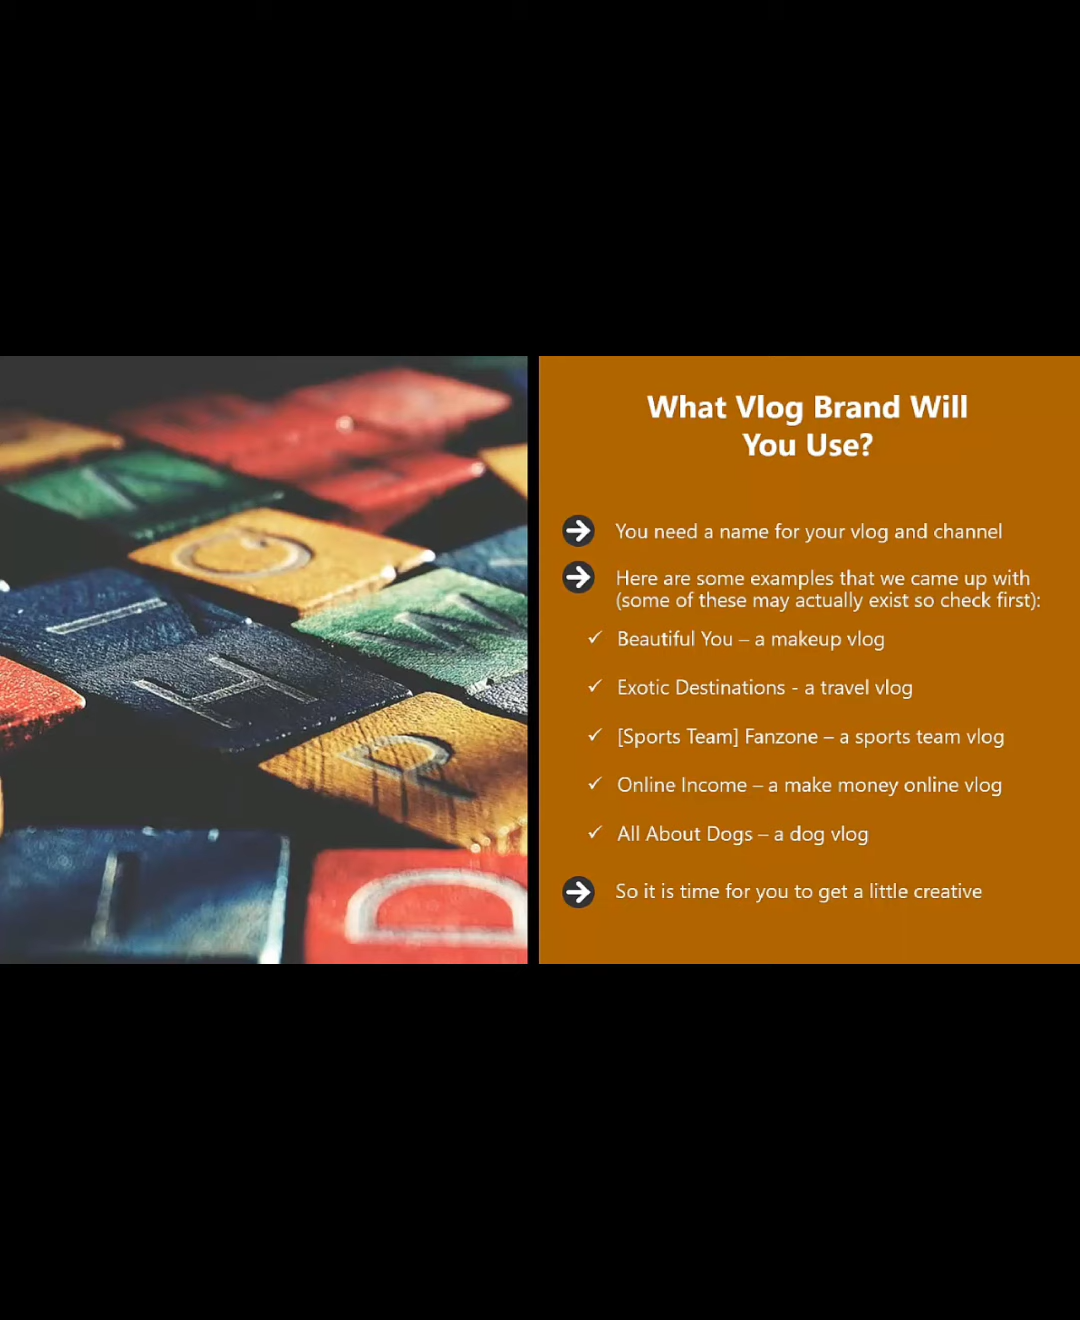 What Vlog Brand Will
You Use?
You need a name for your vlog and channel
Here are some examples that we came up with
(some of these may actually exist so check first):
✓ Beautiful You – a makeup vlog
✓ Exotic Destinations - a travel vlog
✓ [Sports Team] Fanzone – a sports team vlog
✓ Online Income – a make money online vlog
✓ All About Dogs – a dog vlog
So it is time for you to get a little creative
G
W
I
H
P
I
D